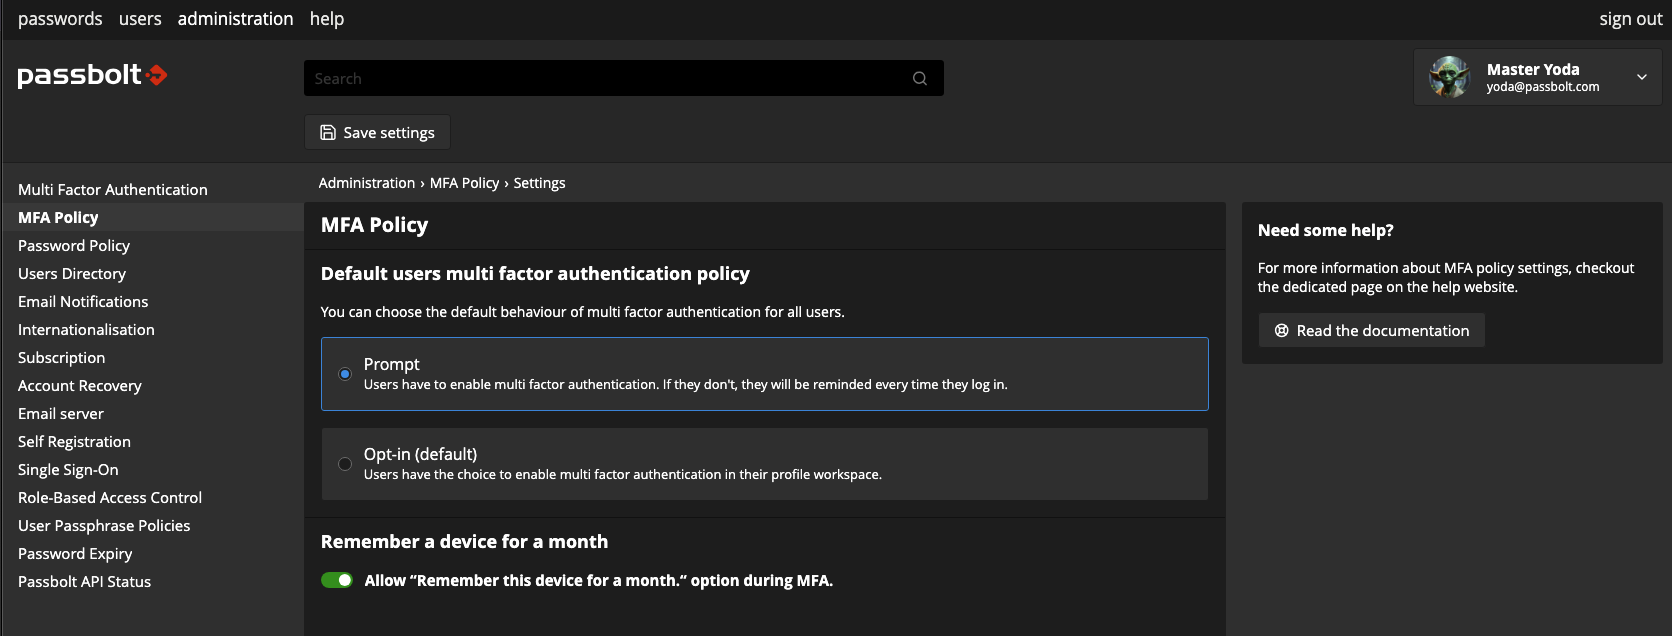 passwords users administration help sign out
passbolt
Search
Master Yoda
yoda@passbolt.com
Save settings
Multi Factor Authentication
MFA Policy
Password Policy
Users Directory
Email Notifications
Internationalisation
Subscription
Account Recovery
Email server
Self Registration
Single Sign-On
Role-Based Access Control
User Passphrase Policies
Password Expiry
Passbolt API Status
Administration › MFA Policy › Settings
MFA Policy
Default users multi factor authentication policy
You can choose the default behaviour of multi factor authentication for all users.
Prompt
Users have to enable multi factor authentication. If they don't, they will be reminded every time they log in.
Opt-in (default)
Users have the choice to enable multi factor authentication in their profile workspace.
Remember a device for a month
Allow “Remember this device for a month.“ option during MFA.
Need some help?
For more information about MFA policy settings, checkout
the dedicated page on the help website.
Read the documentation